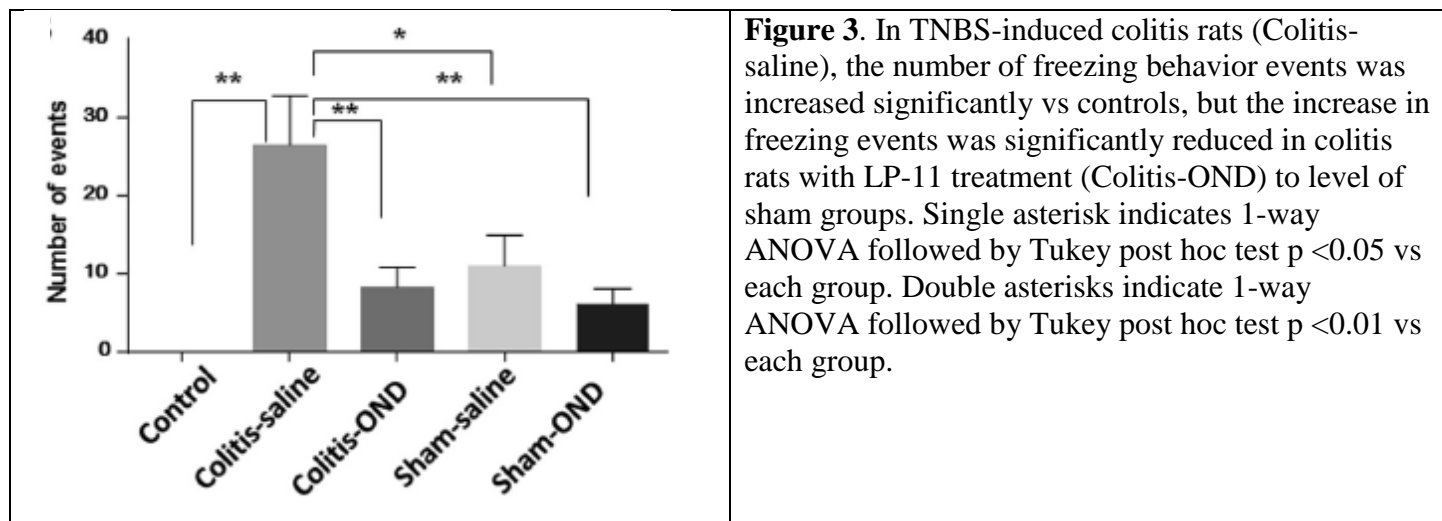 40
30
20
10
0
Number of events
**
*
**
**
Control
Colitis-saline
Colitis-OND
Sham-saline
Sham-OND
Figure 3. In TNBS-induced colitis rats (Colitis-
saline), the number of freezing behavior events was
increased significantly vs controls, but the increase in
freezing events was significantly reduced in colitis
rats with LP-11 treatment (Colitis-OND) to level of
sham groups. Single asterisk indicates 1-way
ANOVA followed by Tukey post hoc test p <0.05 vs
each group. Double asterisks indicate 1-way
ANOVA followed by Tukey post hoc test p <0.01 vs
each group.